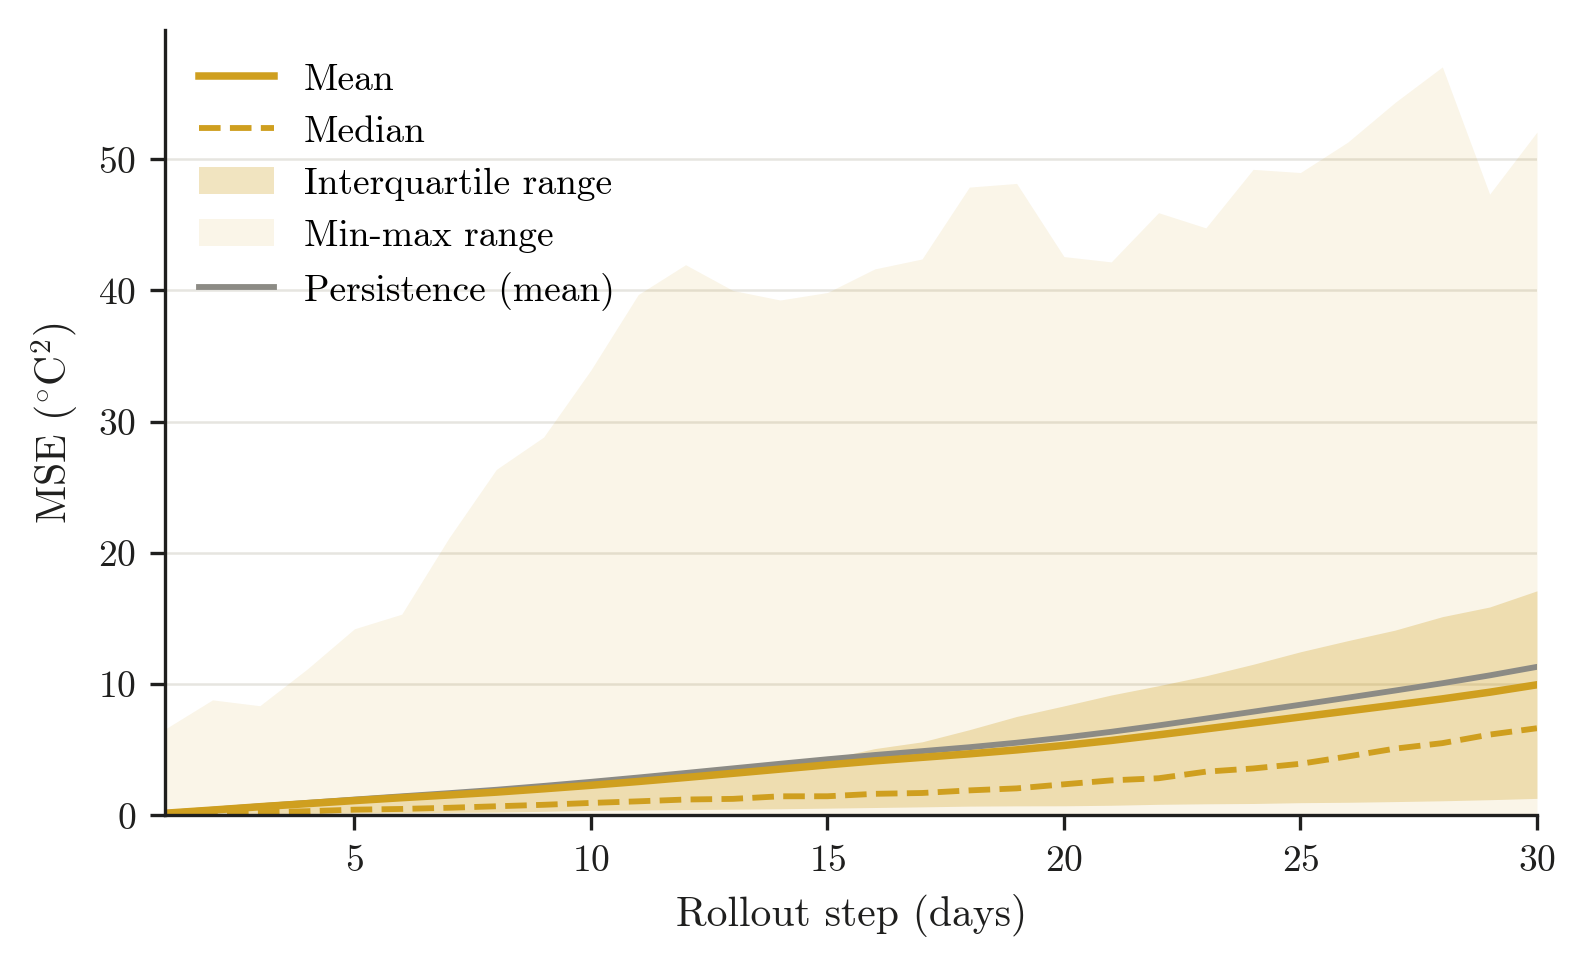 Mean
Median
Interquartile range
Min-max range
Persistence (mean)
50
40
30
20
10
0
MSE (°C²)
5 10 15 20 25 30
Rollout step (days)